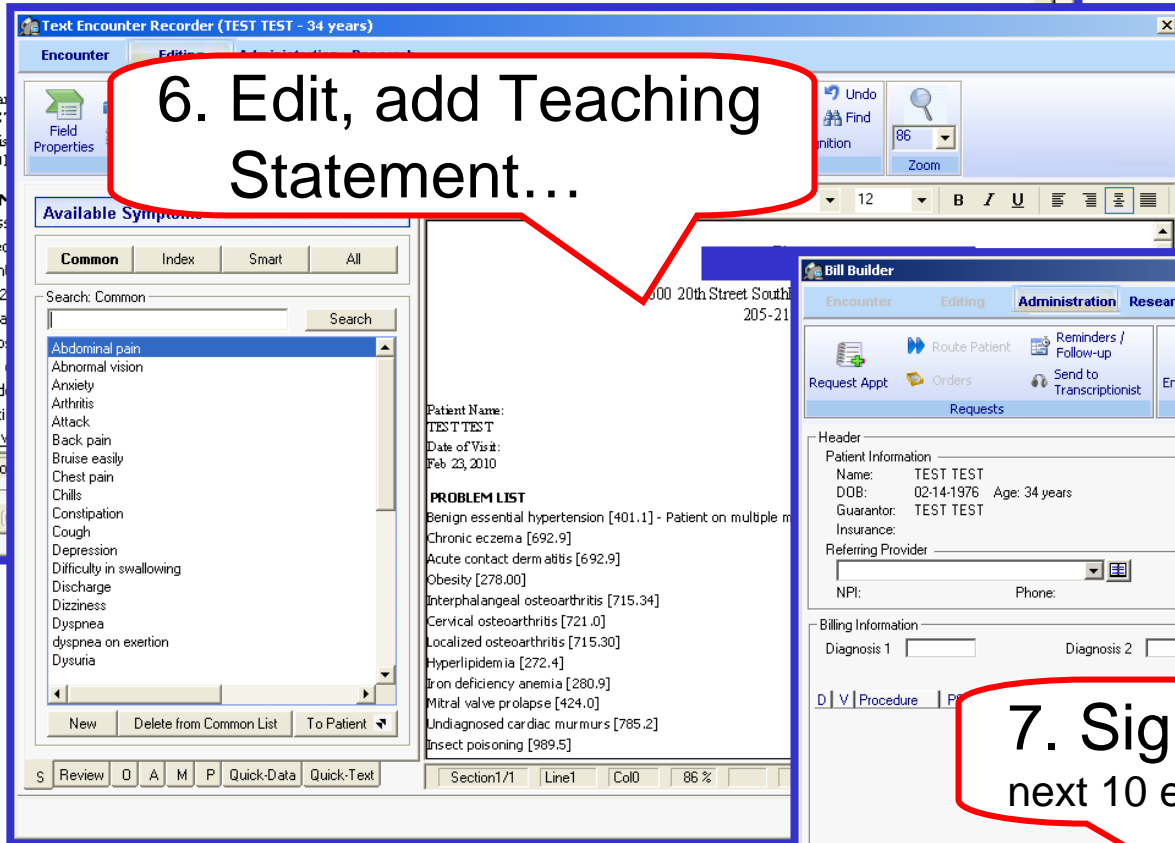 Text Encounter Recorder (TEST TEST - 34 years)
Encounter
6. Edit, add Teaching
Statement…
Field
Properties
Undo
Find
86
Zoom
Available
12
B I U
Common Index Smart All
Search: Common
Search
Abdominal pain
Abnormal vision
Anxiety
Arthritis
Attack
Back pain
Bruise easily
Chest pain
Chills
Constipation
Cough
Depression
Difficulty in swallowing
Discharge
Dizziness
Dyspnea
dyspnea on exertion
Dysuria
New Delete from Common List To Patient
S Review O A M P Quick-Data Quick-Text
20th Street South
205-21
Patient Name:
TEST TEST
Date of Visit:
Feb 23, 2010
PROBLEM LIST
Benign essential hypertension [401.1] - Patient on multiple m
Chronic eczema [692.9]
Acute contact dermatitis [692.9]
Obesity [278.00]
Interphalangeal osteoarthritis [715.34]
Cervical osteoarthritis [721.0]
Localized osteoarthritis [715.30]
Hyperlipidemia [272.4]
Iron deficiency anemia [280.9]
Mitral valve prolapse [424.0]
Undiagnosed cardiac murmurs [785.2]
Insect poisoning [989.5]
Section1/1 Line1 Col0 86 %
Bill Builder
Encounter Editing Administration Resear
Request Appt
Route Patient
Orders
Reminders /
Follow-up
Send to
Transcriptionist
Requests
Header
Patient Information
Name: TEST TEST
DOB: 02-14-1976 Age: 34 years
Guarantor: TEST TEST
Insurance:
Referring Provider
NPI: Phone:
Billing Information
Diagnosis 1 Diagnosis 2
D V Procedure
7. Sig
next 10 e